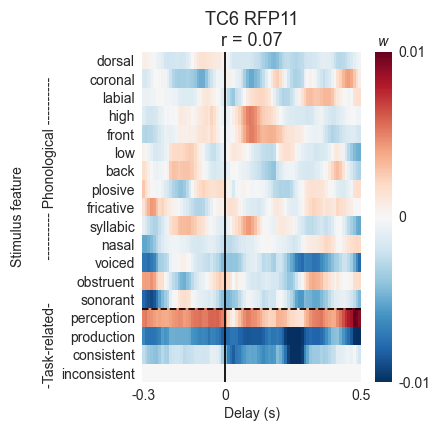 TC6 RFP11
r = 0.07
w
dorsal
coronal
labial
high
front
low
back
plosive
fricative
syllabic
nasal
voiced
obstruent
sonorant
perception
production
consistent
inconsistent
Stimulus feature
---------- Phonological ----------
-Task-related-
-0.3
0
0.5
Delay (s)
0.01
0
-0.01